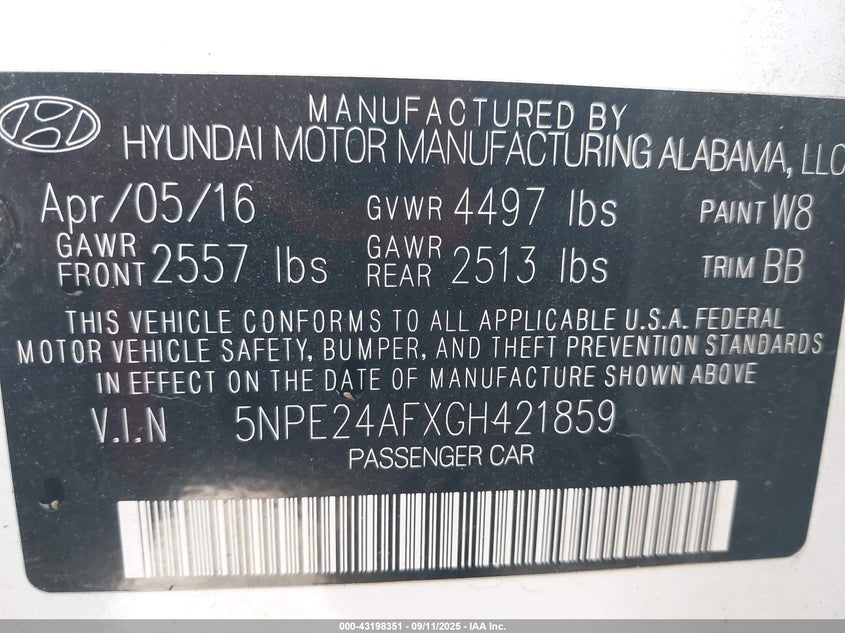 MANUFACTURED BY
HYUNDAI MOTOR MANUFACTURING ALABAMA, LLC
Apr/05/16 GVWR 4497 lbs PAINT W8
GAWR FRONT 2557 lbs GAWR REAR 2513 lbs TRIM BB
THIS VEHICLE CONFORMS TO ALL APPLICABLE U.S.A. FEDERAL
MOTOR VEHICLE SAFETY, BUMPER, AND THEFT PREVENTION STANDARDS
IN EFFECT ON THE DATE OF MANUFACTURE SHOWN ABOVE
V.I.N 5NPE24AFXGH421859
PASSENGER CAR
000-43198351 - 09/11/2025 - IAA Inc.